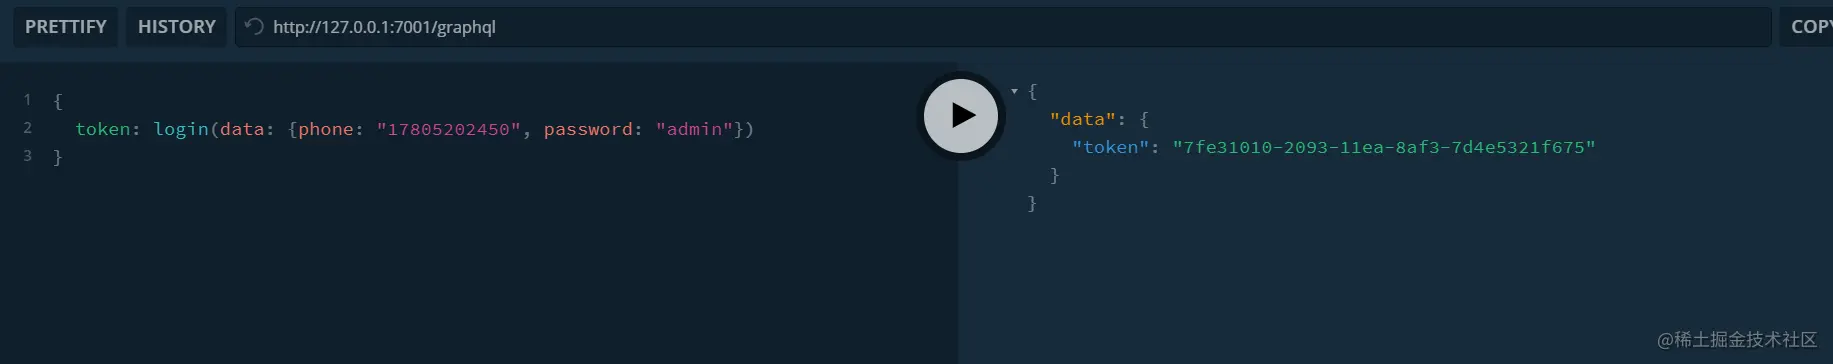 PRETTIFY HISTORY http://127.0.0.1:7001/graphql COPY
1 {
2 token: login(data: {phone: "17805202450", password: "admin"})
3 }
{
"data": {
"token": "7fe31010-2093-11ea-8af3-7d4e5321f675"
}
}
@稀土掘金技术社区